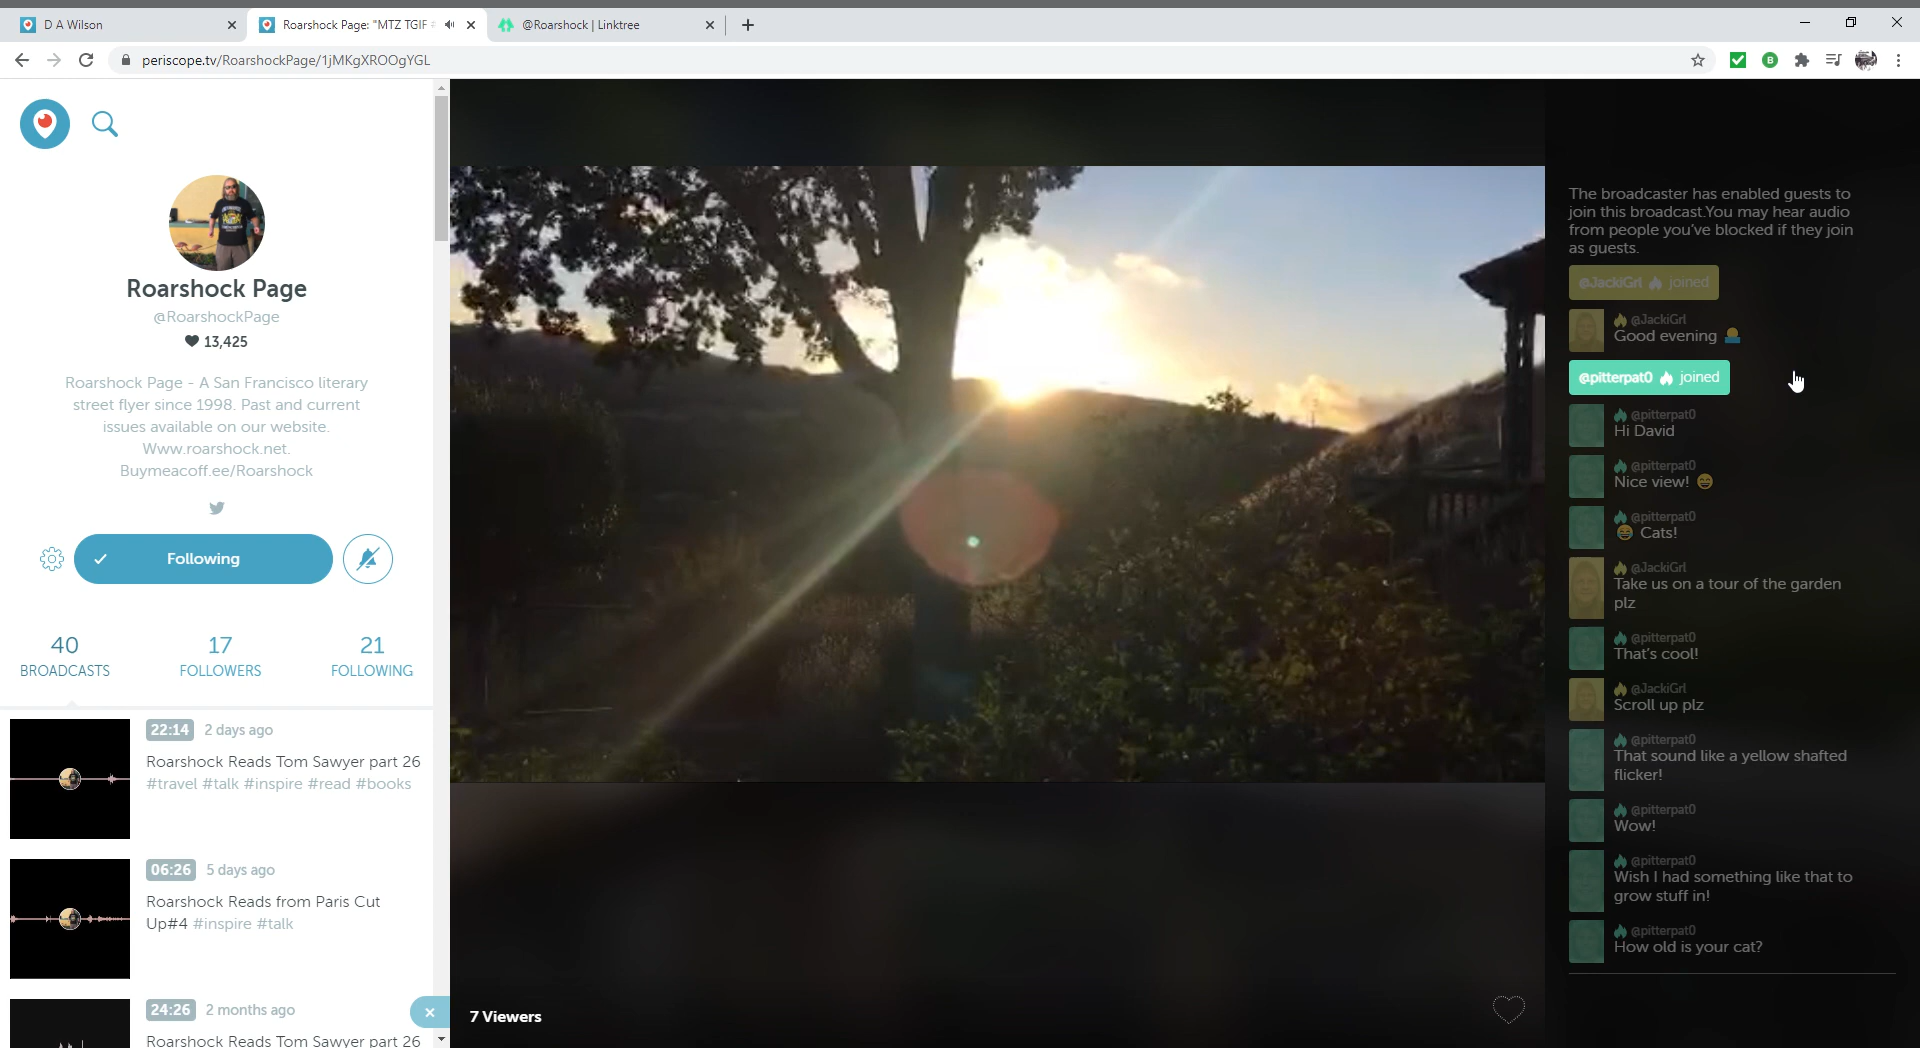 D A Wilson
Roarshock Page: "MTZ TGIF
@Roarshock | Linktree
periscope.tv/RoarshockPage/1jMKgXROOgYGL
B
Roarshock Page
@RoarshockPage
13,425
Roarshock Page - A San Francisco literary
street flyer since 1998. Past and current
issues available on our website.
Www.roarshock.net.
Buymeacoff.ee/Roarshock
Following
40
BROADCASTS
17
FOLLOWERS
21
FOLLOWING
22:14 2 days ago
Roarshock Reads Tom Sawyer part 26
#travel #talk #inspire #read #books
06:26 5 days ago
Roarshock Reads from Paris Cut
Up#4 #inspire #talk
24:26 2 months ago
Roarshock Reads Tom Sawyer part 26
7 Viewers
The broadcaster has enabled guests to
join this broadcast.You may hear audio
from people you've blocked if they join
as guests.
@JackiGrl joined
@JackiGrl
Good evening
@pitterpat0 joined
@pitterpat0
Hi David
@pitterpat0
Nice view! 😄
@pitterpat0
😄 Cats!
@JackiGrl
Take us on a tour of the garden
plz
@pitterpat0
That's cool!
@JackiGrl
Scroll up plz
@pitterpat0
That sound like a yellow shafted
flicker!
@pitterpat0
Wow!
@pitterpat0
Wish I had something like that to
grow stuff in!
@pitterpat0
How old is your cat?